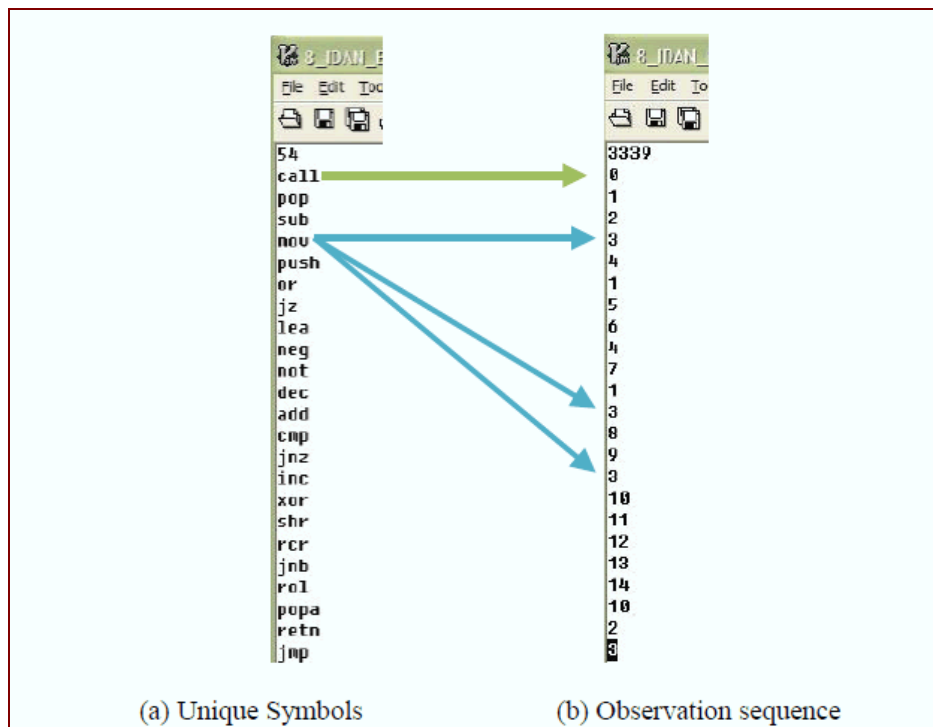 8_IDAN_E
File Edit Too
54
call
pop
sub
mov
push
or
jz
lea
neg
not
dec
add
cmp
jnz
inc
xor
shr
rcr
jnb
rol
popa
retn
jmp
(a) Unique Symbols
8_IDAN_
File Edit To
3339
0
1
2
3
4
1
5
6
4
7
1
3
8
9
3
10
11
12
13
14
10
2
3
(b) Observation sequence